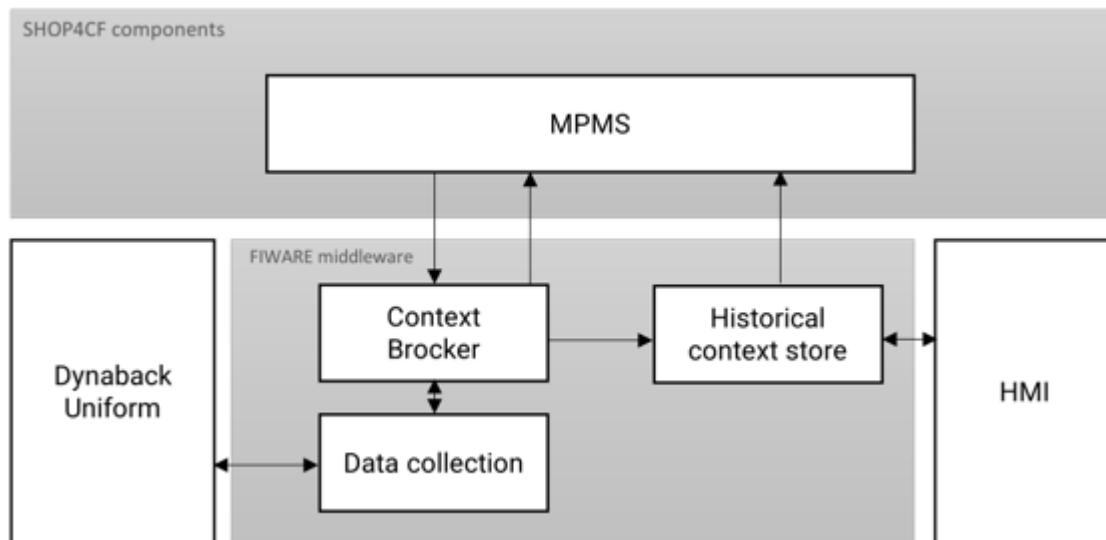 SHOP4CF components
MPMS
FIWARE middleware
Context
Brocker
Historical
context store
Dynaback
Uniform
HMI
Data collection